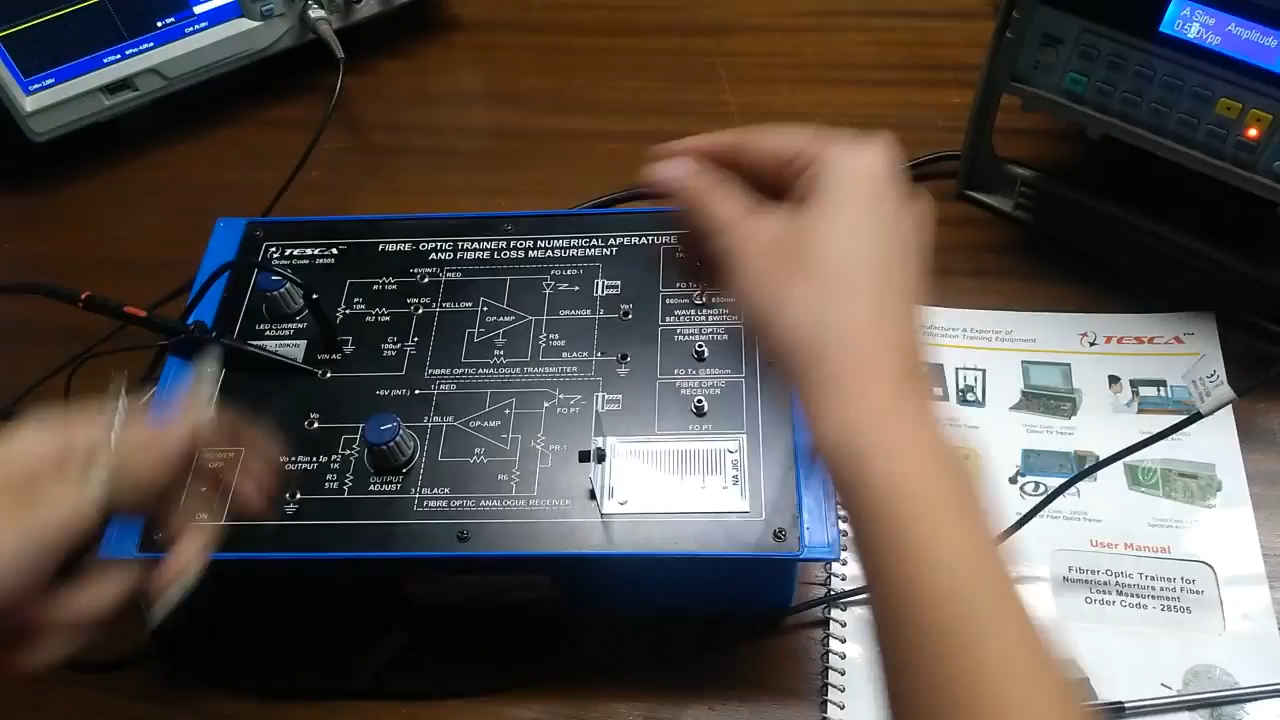 A Sine Amplitude
TESCA
Order Code - 28505
FIBRE- OPTIC TRAINER FOR NUMERICAL APERATURE
AND FIBRE LOSS MEASUREMENT
LED CURRENT
ADJUST
P1
10K
R1 10K
R2 10K
+6V(INT.)
1 RED
VIN DC
3 YELLOW
C1
100uF
25V
VIN AC
OP-AMP
R4
FO LED-1
ORANGE
2
Vo1
R5
100E
BLACK
4
FIBRE OPTIC ANALOGUE TRANSMITTER
660nm
850nm
WAVE LENGTH
SELECTOR SWITCH
FIBRE OPTIC
TRANSMITTER
FO Tx @850nm
FIBRE OPTIC
RECEIVER
FO PT
+6V (INT.)
1 RED
Vo
2 BLUE
OP-AMP
FO PT
R7
PR-1
R6
Vo = Rin x Ip
OUTPUT
P2
1K
R3
51E
OUTPUT
ADJUST
3 BLACK
FIBRE OPTIC ANALOGUE RECEIVER
NA JIG
POWER
OFF
ON
TESCA
Education Training Equipment
Colour TV Trainer
User Manual
Fibrer-Optic Trainer for
Numerical Aperture and Fiber
Loss Measurement
Order Code - 28505